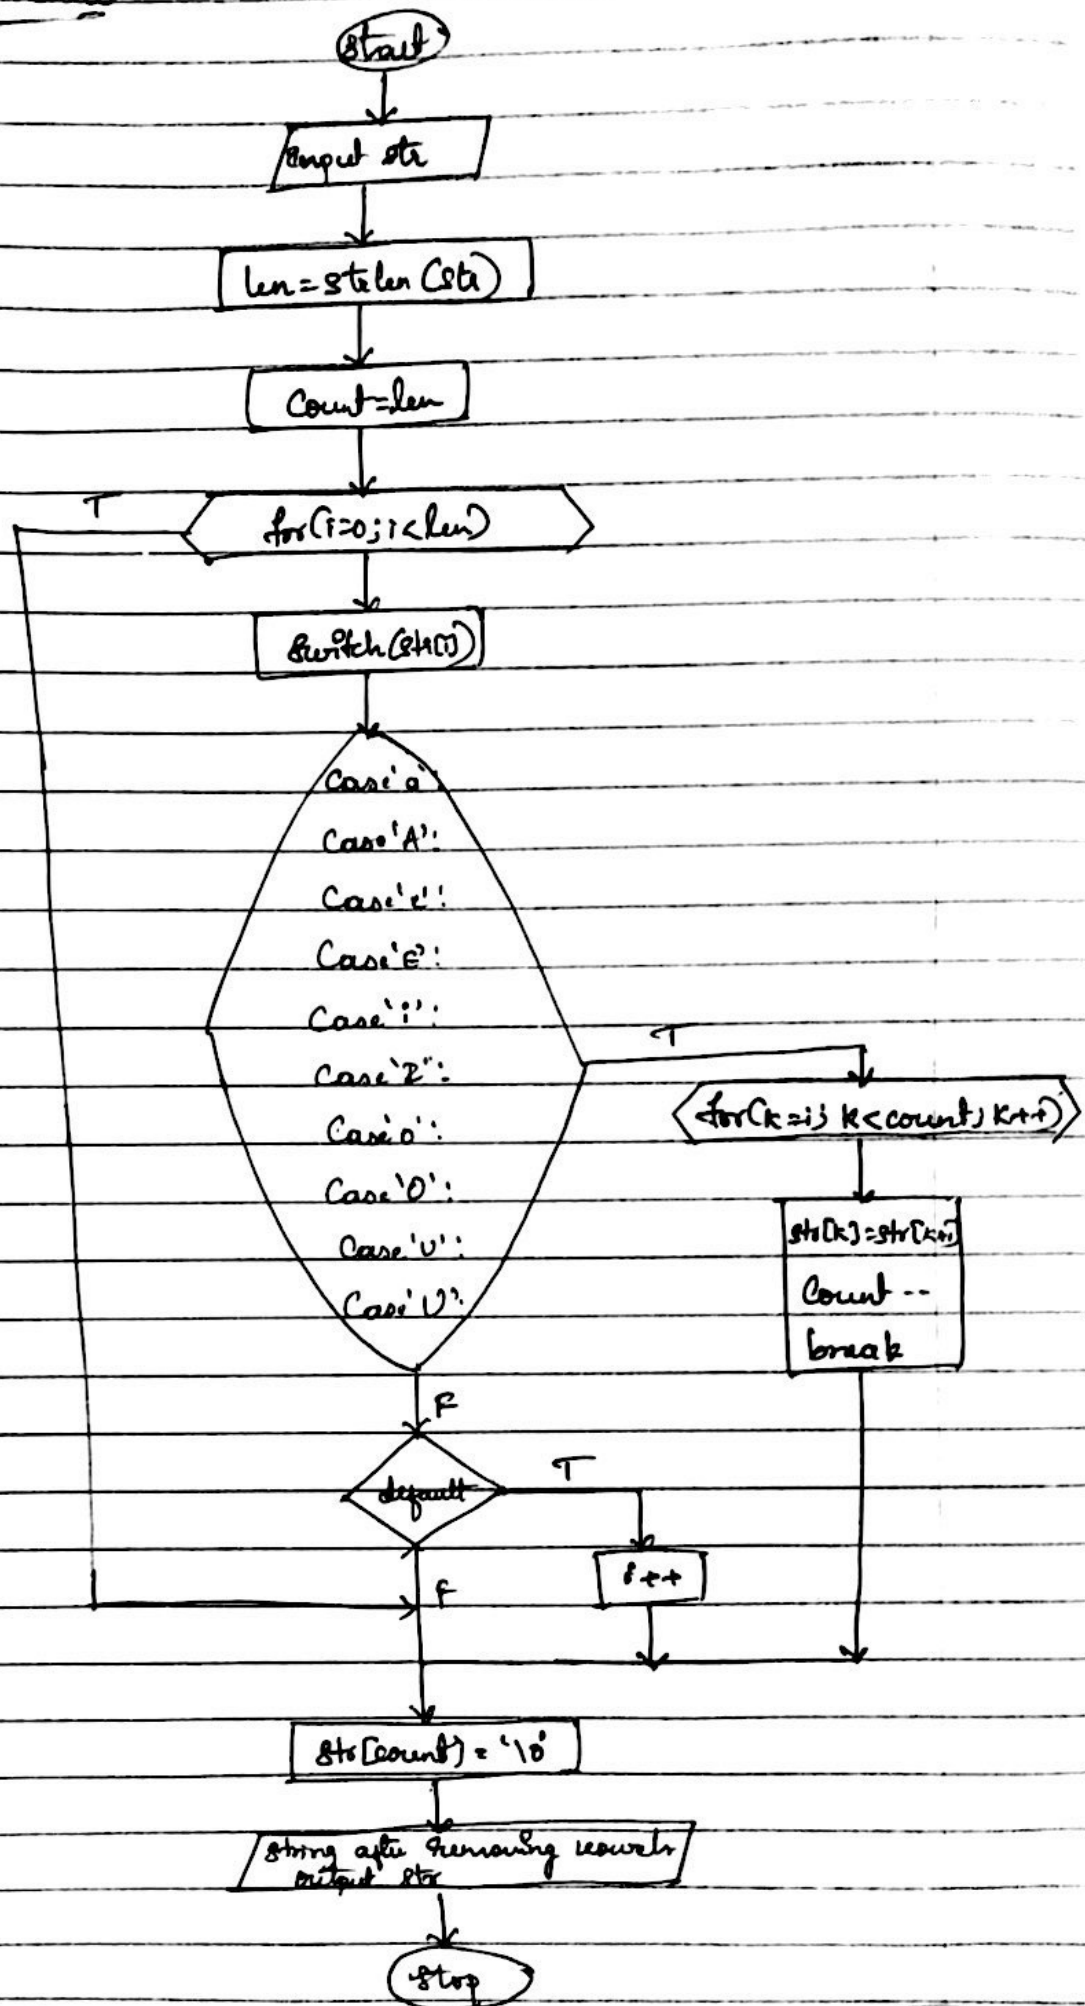 start
Input str
len=strlen(str)
Count=len
T
for(i=0; i<len)
switch(str[i])
Case 'a':
Case 'A':
Case 'e':
Case 'E':
Case 'i':
Case 'I':
T
for(k=i; k<count; k++)
Case 'o':
Case 'O':
str[k]=str[k+1]
Case 'u':
Count --
Case 'U':
break
F
default
T
i++
F
str[count] = '\0'
String after removing vowels
output str
stop